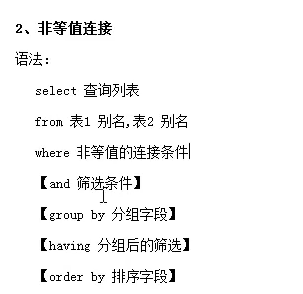 2、非等值连接
语法：
select 查询列表
from 表1 别名,表2 别名
where 非等值的连接条件
【and 筛选条件】
【group by 分组字段】
【having 分组后的筛选】
【order by 排序字段】